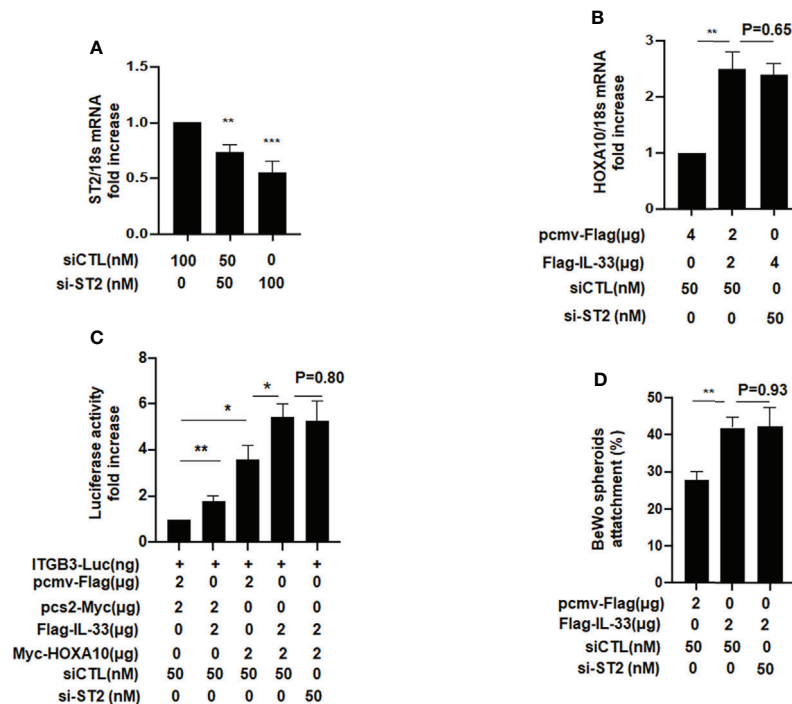 A
ST2/18s mRNA
fold increase
1.5
1.0
0.5
0.0
**
***
siCTL(nM) 100 50 0
si-ST2 (nM) 0 50 100
B
HOXA10/18s mRNA
fold increase
3
2
1
0
** P=0.65
pcmv-Flag(μg) 4 2 0
Flag-IL-33(μg) 0 2 4
siCTL(nM) 50 50 0
si-ST2 (nM) 0 0 50
C
Luciferase activity
fold increase
8
6
4
2
0
**
*
*
P=0.80
ITGB3-Luc(ng) + + + + +
pcmv-Flag(μg) 2 0 2 0 0
pcs2-Myc(μg) 2 2 0 0 0
Flag-IL-33(μg) 0 2 0 2 2
Myc-HOXA10(μg) 0 0 2 2 2
siCTL(nM) 50 50 50 50 0
si-ST2 (nM) 0 0 0 0 50
D
BeWo spheroids
attatchment (%)
50
40
30
20
10
0
** P=0.93
pcmv-Flag(μg) 2 0 0
Flag-IL-33(μg) 0 2 2
siCTL(nM) 50 50 0
si-ST2 (nM) 0 0 50